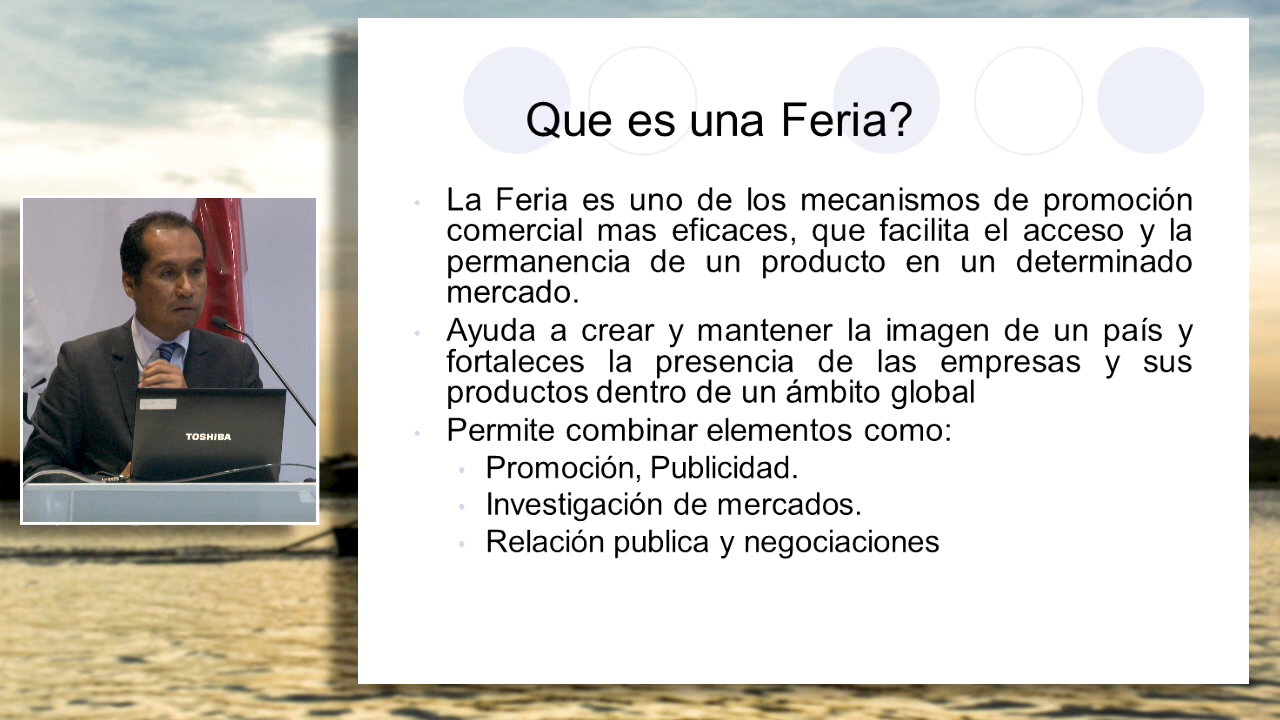 Que es una Feria?
La Feria es uno de los mecanismos de promoción
comercial mas eficaces, que facilita el acceso y la
permanencia de un producto en un determinado
mercado.
Ayuda a crear y mantener la imagen de un país y
fortaleces la presencia de las empresas y sus
productos dentro de un ámbito global
Permite combinar elementos como:
Promoción, Publicidad.
Investigación de mercados.
Relación publica y negociaciones
TOSHIBA